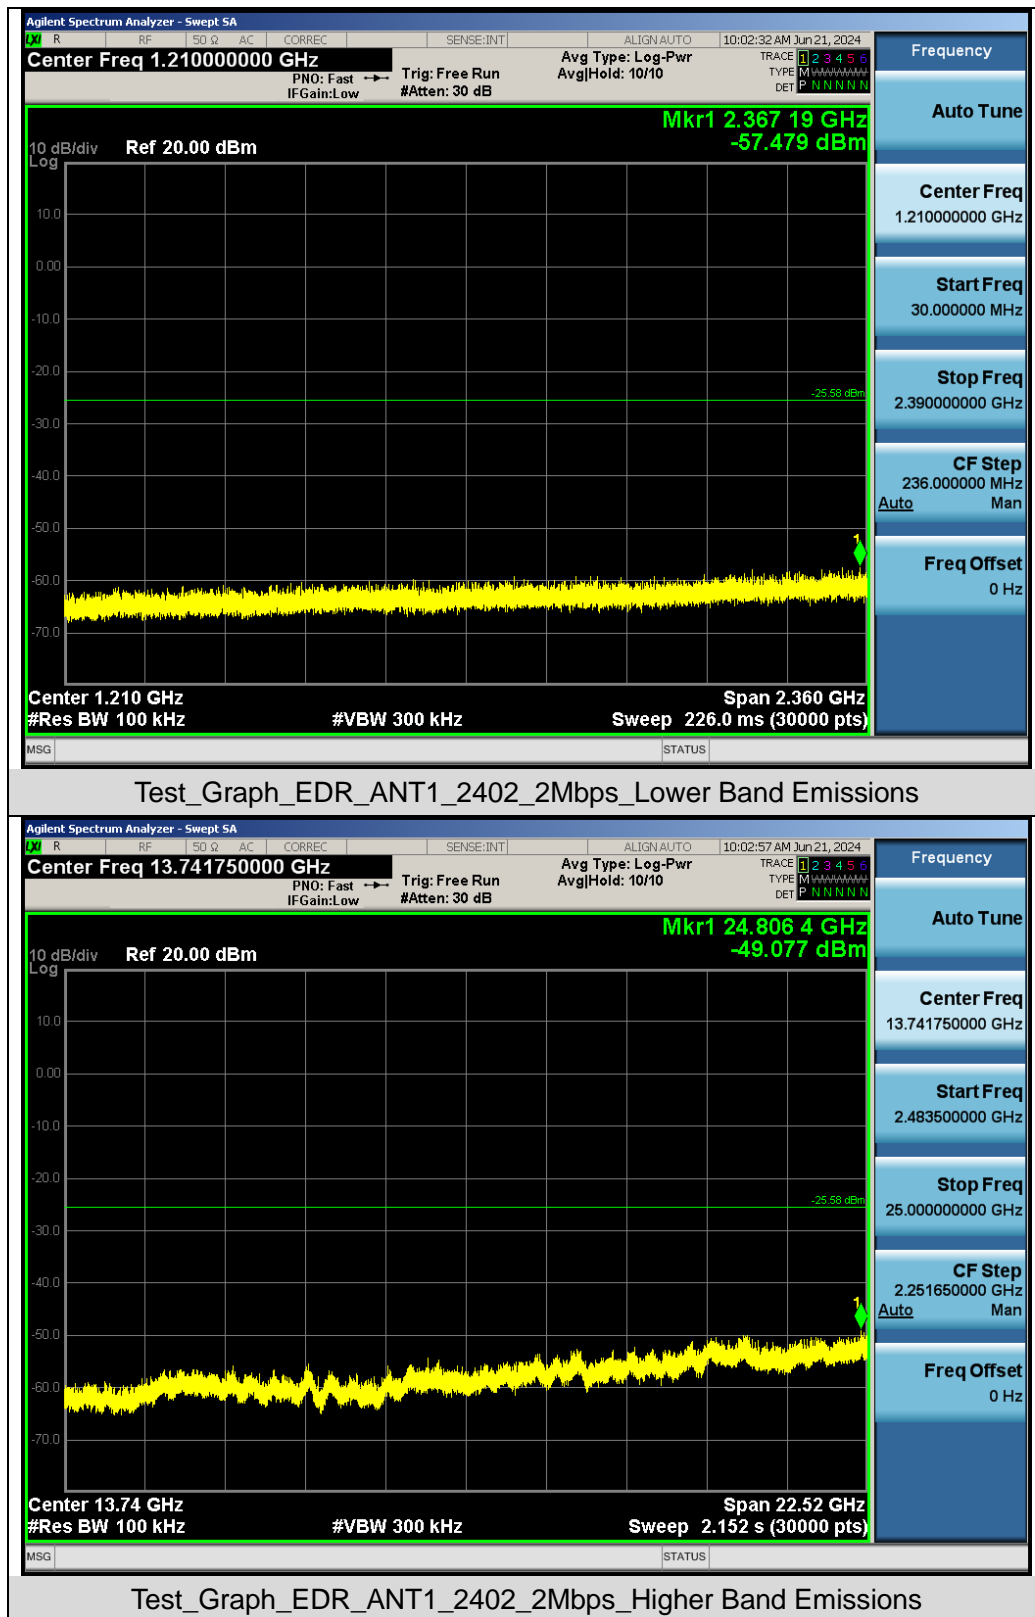 Agilent Spectrum Analyzer - Swept SA
LXI R RF 50 Ω AC CORREC SENSE:INT ALIGN AUTO 10:02:32 AM Jun 21, 2024
Center Freq 1.210000000 GHz
PNO: Fast
IFGain:Low
Trig: Free Run
#Atten: 30 dB
Avg Type: Log-Pwr
Avg|Hold: 10/10
TRACE 1 2 3 4 5 6
TYPE M
DET P N N N N N
Mkr1 2.367 19 GHz
-57.479 dBm
10 dB/div Ref 20.00 dBm
Log
10.0
0.00
-10.0
-20.0
-25.58 dBm
-30.0
-40.0
-50.0
1
-60.0
-70.0
Center 1.210 GHz Span 2.360 GHz
#Res BW 100 kHz #VBW 300 kHz Sweep 226.0 ms (30000 pts)
MSG STATUS
Frequency
Auto Tune
Center Freq
1.210000000 GHz
Start Freq
30.000000 MHz
Stop Freq
2.390000000 GHz
CF Step
236.000000 MHz
Auto Man
Freq Offset
0 Hz
Test_Graph_EDR_ANT1_2402_2Mbps_Lower Band Emissions
Agilent Spectrum Analyzer - Swept SA
LXI R RF 50 Ω AC CORREC SENSE:INT ALIGN AUTO 10:02:57 AM Jun 21, 2024
Center Freq 13.741750000 GHz
PNO: Fast
IFGain:Low
Trig: Free Run
#Atten: 30 dB
Avg Type: Log-Pwr
Avg|Hold: 10/10
TRACE 1 2 3 4 5 6
TYPE M
DET P N N N N N
Mkr1 24.806 4 GHz
-49.077 dBm
10 dB/div Ref 20.00 dBm
Log
10.0
0.00
-10.0
-20.0
-25.58 dBm
-30.0
-40.0
1
-50.0
-60.0
-70.0
Center 13.74 GHz Span 22.52 GHz
#Res BW 100 kHz #VBW 300 kHz Sweep 2.152 s (30000 pts)
MSG STATUS
Frequency
Auto Tune
Center Freq
13.741750000 GHz
Start Freq
2.483500000 GHz
Stop Freq
25.000000000 GHz
CF Step
2.251650000 GHz
Auto Man
Freq Offset
0 Hz
Test_Graph_EDR_ANT1_2402_2Mbps_Higher Band Emissions